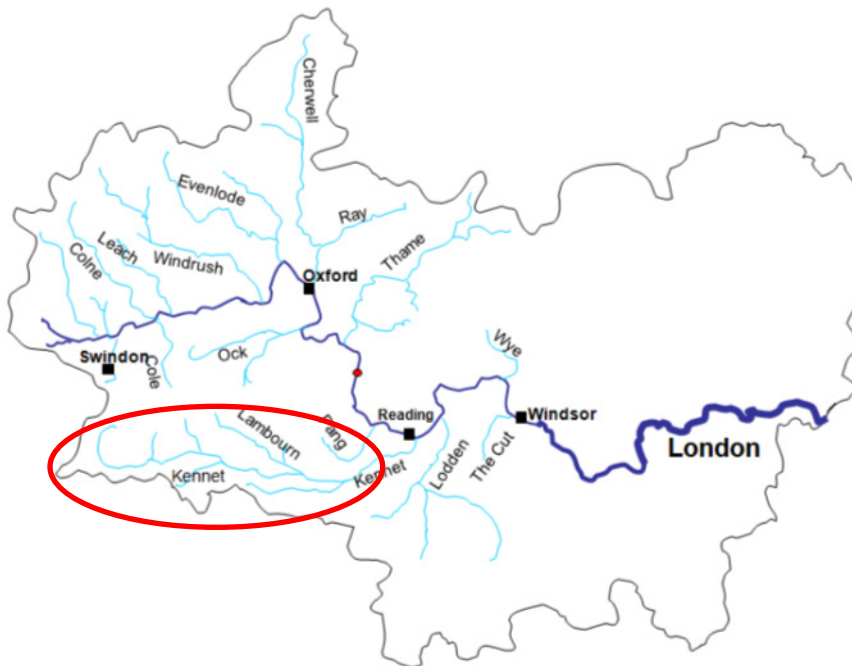 Cherwell
Evenlode
Ray
Leach
Thame
Colne
Windrush
Oxford
Swindon
Cole
Ock
Wye
Reading
Windsor
Lambourn
Pang
London
Kennet
Kennet
Lodden
The Cut